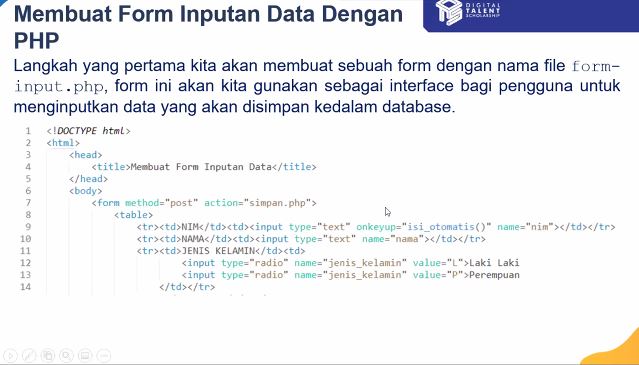 Membuat Form Inputan Data Dengan
PHP
DIGITAL
TALENT
SCHOLARSHIP
Langkah yang pertama kita akan membuat sebuah form dengan nama file form-
input.php, form ini akan kita gunakan sebagai interface bagi pengguna untuk
menginputkan data yang akan disimpan kedalam database.
1 <!DOCTYPE html>
2 <html>
3 <head>
4 <title>Membuat Form Inputan Data</title>
5 </head>
6 <body>
7 <form method="post" action="simpan.php">
8 <table>
9 <tr><td>NIM</td><td><input type="text" onkeyup="isi_otomatis()" name="nim"></td></tr>
10 <tr><td>NAMA</td><td><input type="text" name="nama"></td></tr>
11 <tr><td>JENIS KELAMIN</td><td>
12 <input type="radio" name="jenis_kelamin" value="L">Laki Laki
13 <input type="radio" name="jenis_kelamin" value="P">Perempuan
14 </td></tr>